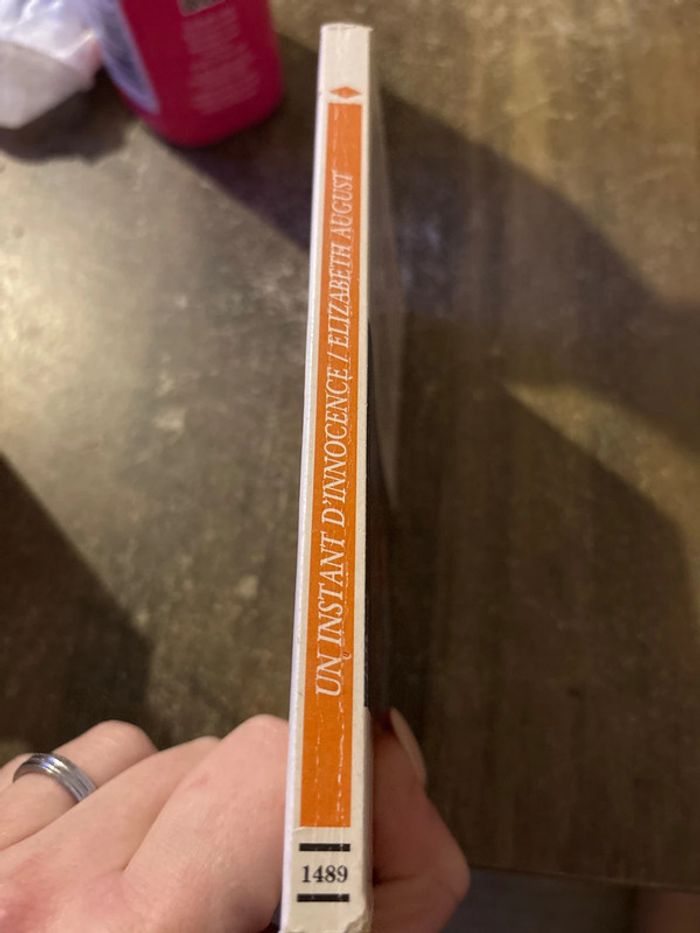 UN INSTANT D'INNOCENCE / ELIZABETH AUGUST
1489